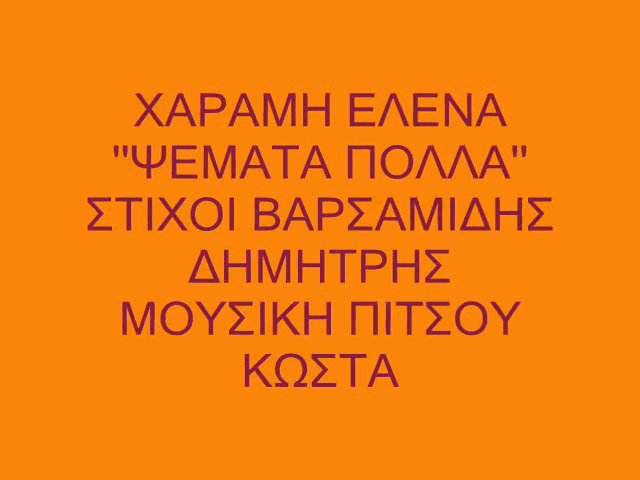 ΧΑΡΑΜΗ ΕΛΕΝΑ
"ΨΕΜΑΤΑ ΠΟΛΛΑ"
ΣΤΙΧΟΙ ΒΑΡΣΑΜΙΔΗΣ
ΔΗΜΗΤΡΗΣ
ΜΟΥΣΙΚΗ ΠΙΤΣΟΥ
ΚΩΣΤΑ